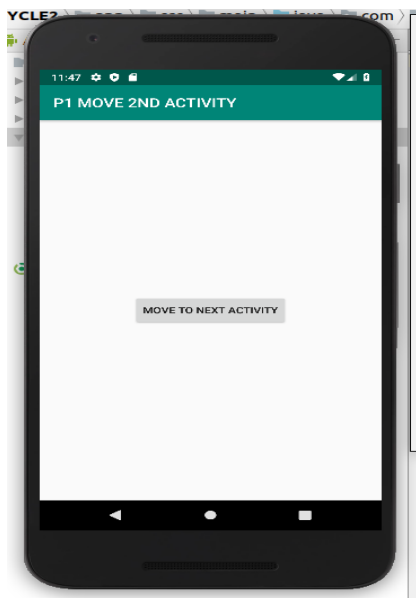 YCLE2
com
11:47
P1 MOVE 2ND ACTIVITY
MOVE TO NEXT ACTIVITY